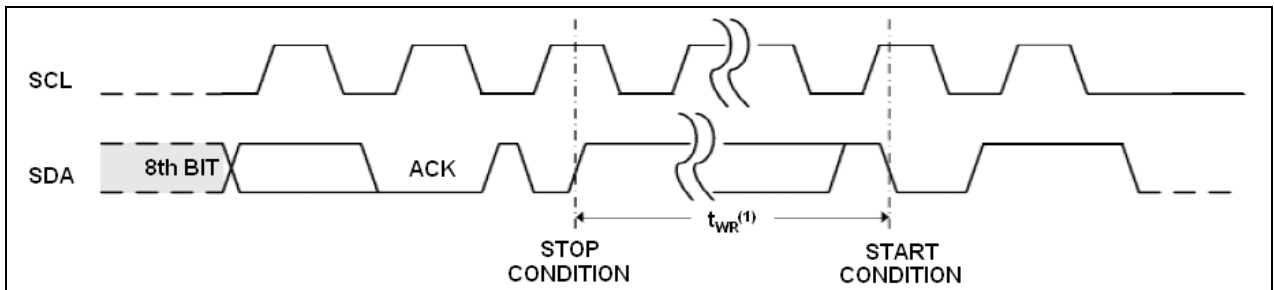 SCL
SDA
8th BIT
ACK
tWR(1)
STOP
CONDITION
START
CONDITION